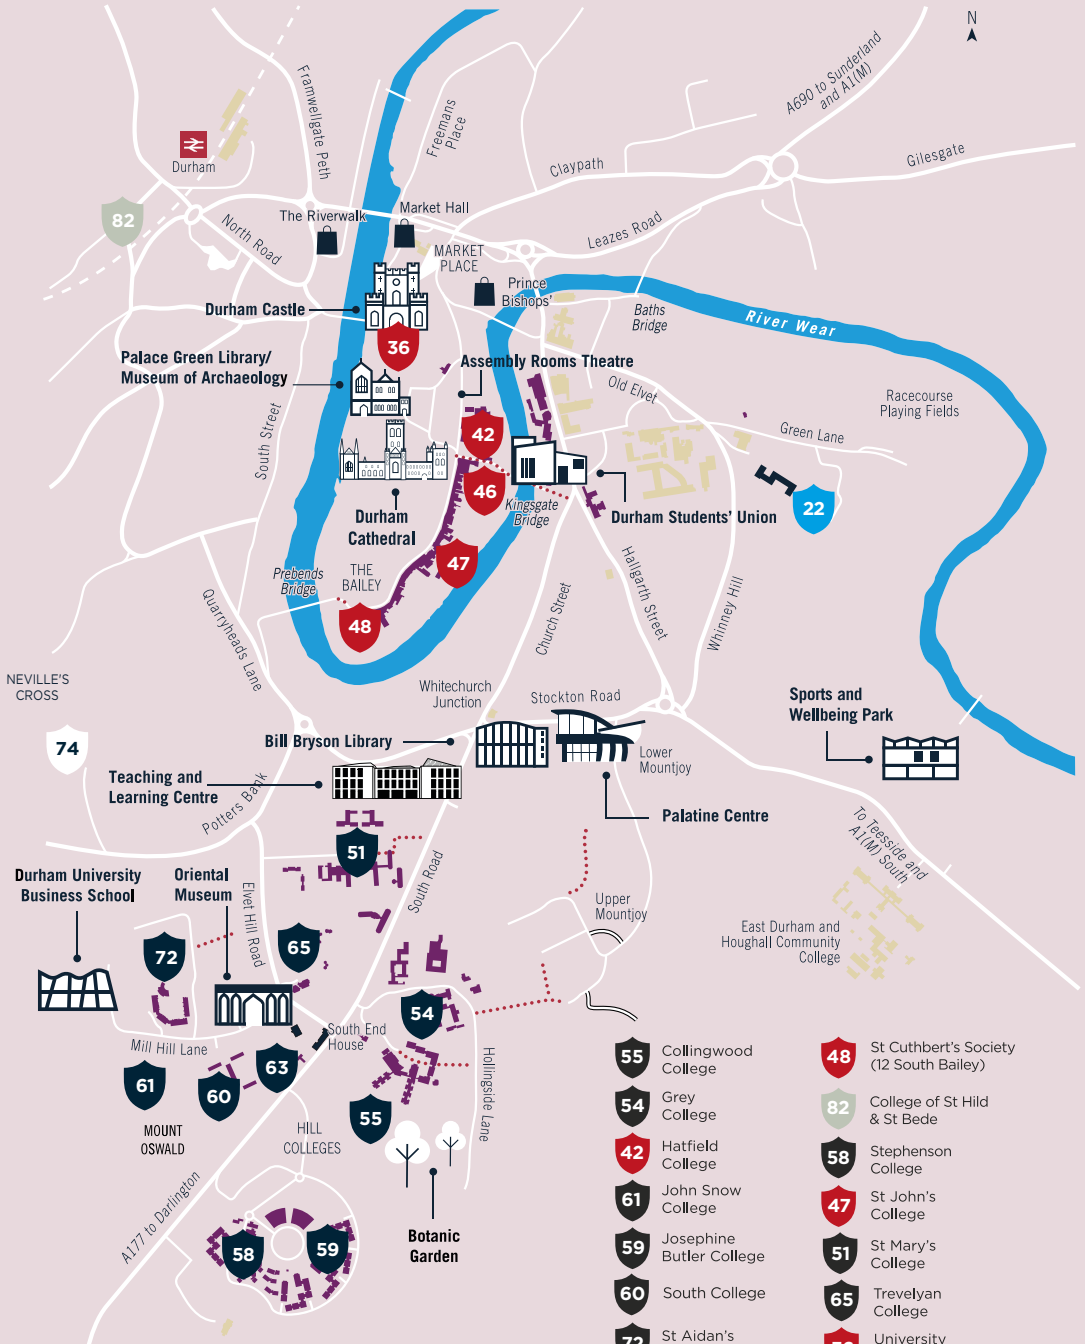 N
A690 to Sunderland
and A1(M)
Framwellgate Peth
Freemans
Place
Durham
Claypath
Gilesgate
82
North Road
The Riverwalk
Market Hall
Leazes Road
MARKET
PLACE
Prince
Bishops'
Durham Castle
Baths
Bridge
River Wear
36
Palace Green Library/
Museum of Archaeology
Assembly Rooms Theatre
Old Elvet
Racecourse
Playing Fields
South Street
42
Green Lane
46
Kingsgate
Bridge
22
Durham
Cathedral
Durham Students' Union
47
Prebends
Bridge
THE
BAILEY
Hallgarth Street
Quarryheads Lane
48
Church Street
Whinney Hill
NEVILLE'S
CROSS
Whitechurch
Junction
Stockton Road
Sports and
Wellbeing Park
74
Bill Bryson Library
Lower
Mountjoy
Teaching and
Learning Centre
Potters Bank
Palatine Centre
To Teesside and
A1(M) South
51
Durham University
Business School
Oriental
Museum
South Road
Elvet Hill Road
Upper
Mountjoy
East Durham and
Houghall Community
College
72
65
54
South End
House
Mill Hill Lane
Hollingside Lane
63
61
60
55
MOUNT
OSWALD
HILL
COLLEGES
A177 to Darlington
Botanic
Garden
58
59
55 Collingwood
College
54 Grey
College
42 Hatfield
College
61 John Snow
College
59 Josephine
Butler College
60 South College
72 St Aidan's
48 St Cuthbert's Society
(12 South Bailey)
82 College of St Hild
& St Bede
58 Stephenson
College
47 St John's
College
51 St Mary's
College
65 Trevelyan
College
University